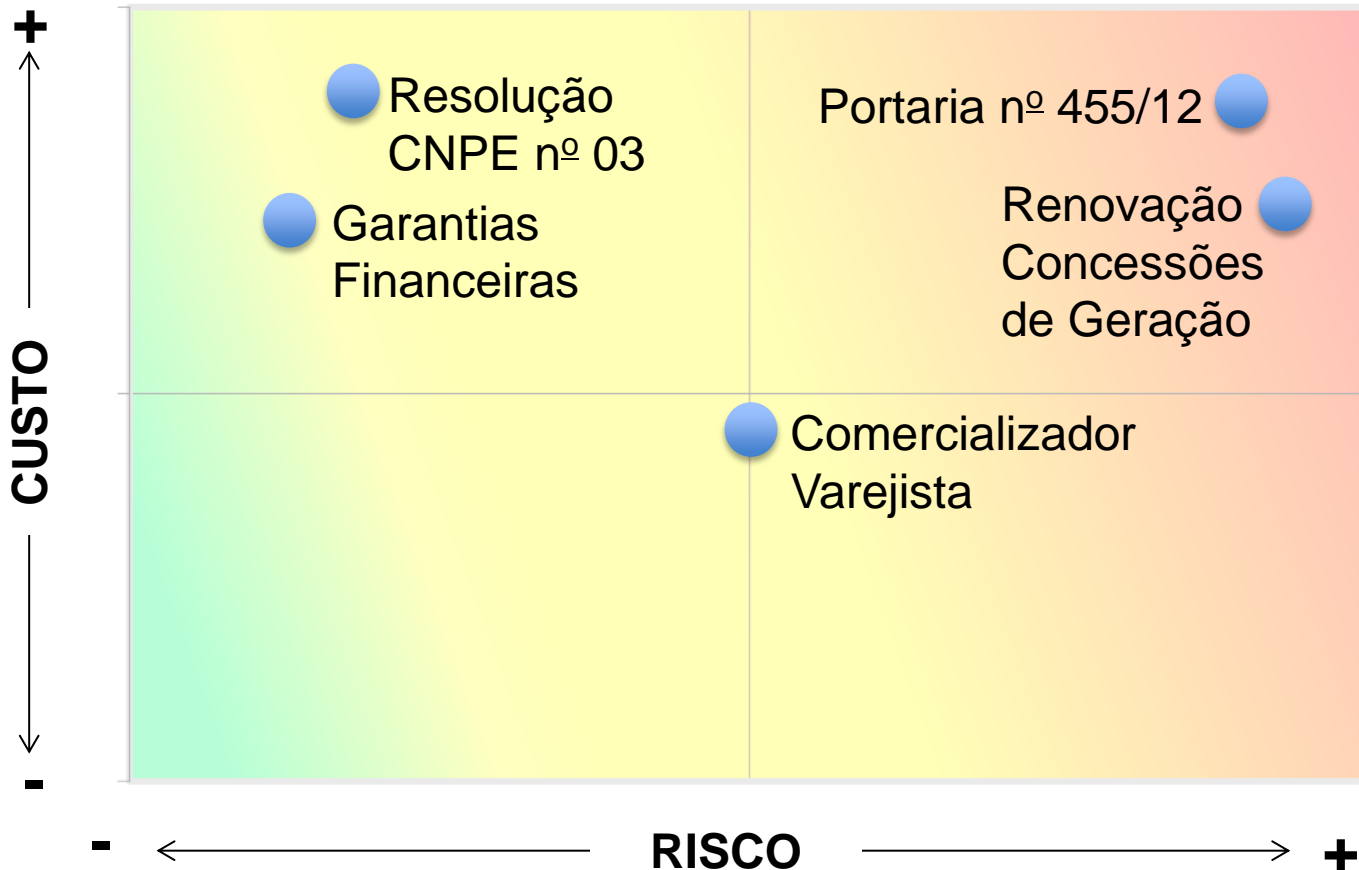 +
CUSTO
-
Resolução
CNPE nº 03
Garantias
Financeiras
Portaria nº 455/12
Renovação
Concessões
de Geração
Comercializador
Varejista
-
RISCO
+